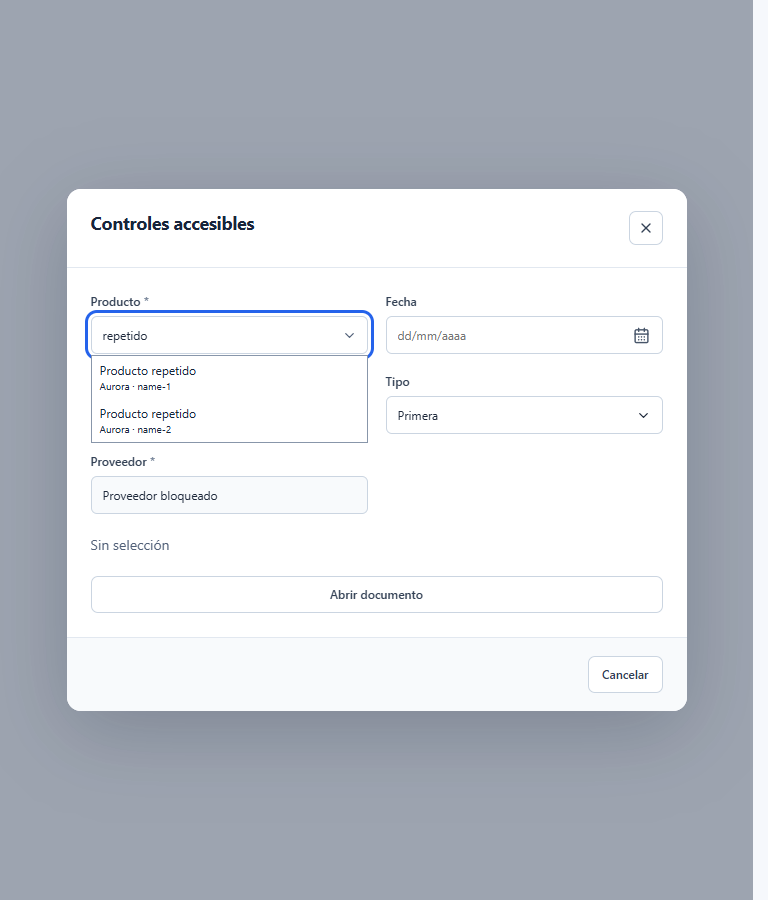 Controles accesibles
Producto *
repetido
Producto repetido
Aurora · name-1
Producto repetido
Aurora · name-2
Fecha
dd/mm/aaaa
Tipo
Primera
Proveedor *
Proveedor bloqueado
Sin selección
Abrir documento
Cancelar